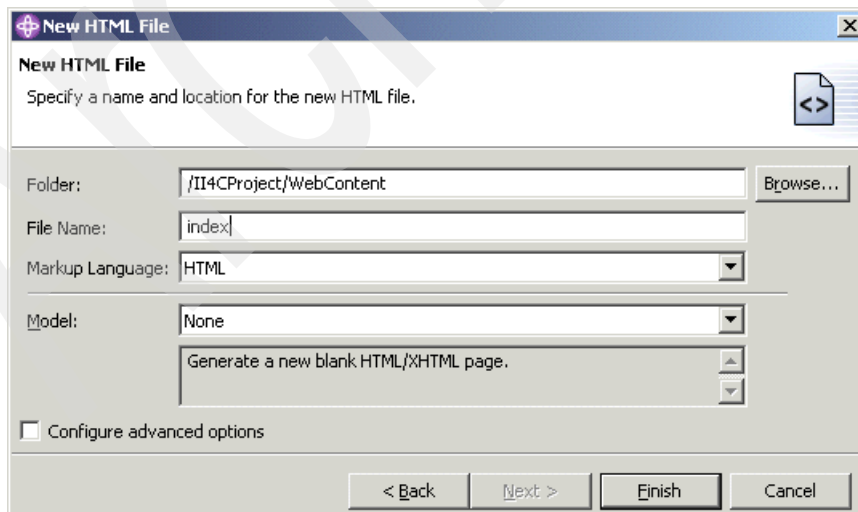 New HTML File
New HTML File
Specify a name and location for the new HTML file.
Folder: /II4CProject/WebContent Browse...
File Name: index
Markup Language: HTML
Model: None
Generate a new blank HTML/XHTML page.
Configure advanced options
< Back Next > Finish Cancel